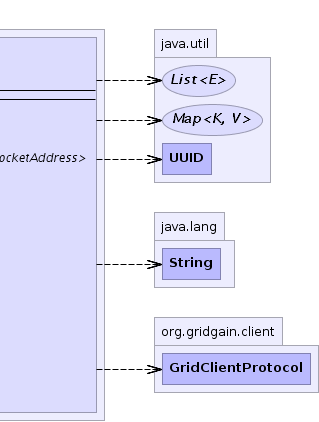 java.util
List<E>
Map<K, V>
UUID
ocketAddress>
java.lang
String
org.gridgain.client
GridClientProtocol